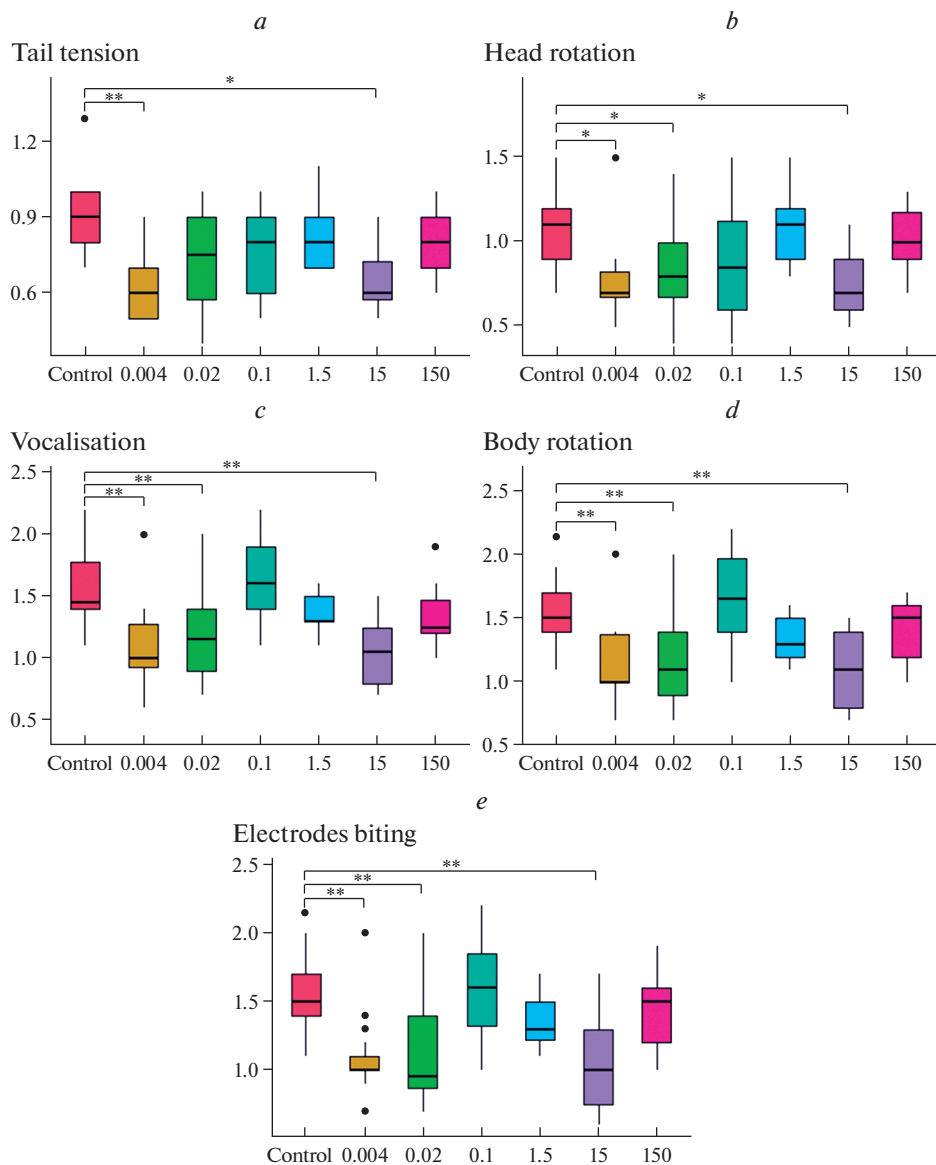 a
Tail tension
*
**
1.2
0.9
0.6
Control 0.004 0.02 0.1 1.5 15 150
b
Head rotation
*
*
*
1.5
1.0
0.5
Control 0.004 0.02 0.1 1.5 15 150
c
Vocalisation
**
**
**
2.5
2.0
1.5
1.0
0.5
Control 0.004 0.02 0.1 1.5 15 150
d
Body rotation
**
**
**
2.5
2.0
1.5
1.0
0.5
Control 0.004 0.02 0.1 1.5 15 150
e
Electrodes biting
**
**
**
2.5
2.0
1.5
1.0
Control 0.004 0.02 0.1 1.5 15 150